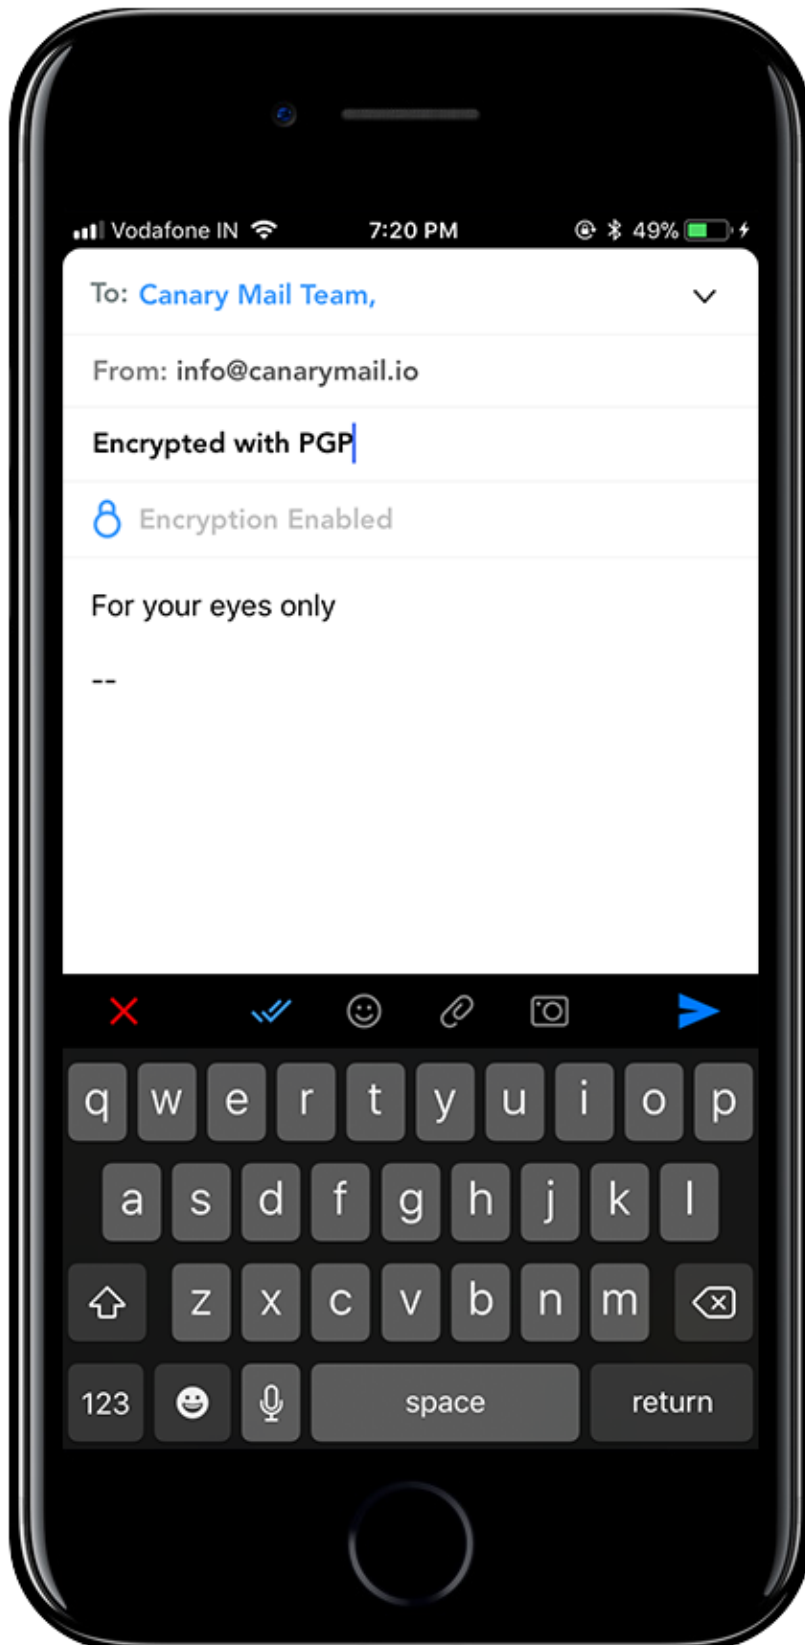 Vodafone IN 7:20 PM 49%
To: Canary Mail Team,
From: info@canarymail.io
Encrypted with PGP
Encryption Enabled
For your eyes only
--
q w e r t y u i o p
a s d f g h j k l
z x c v b n m
123 space return